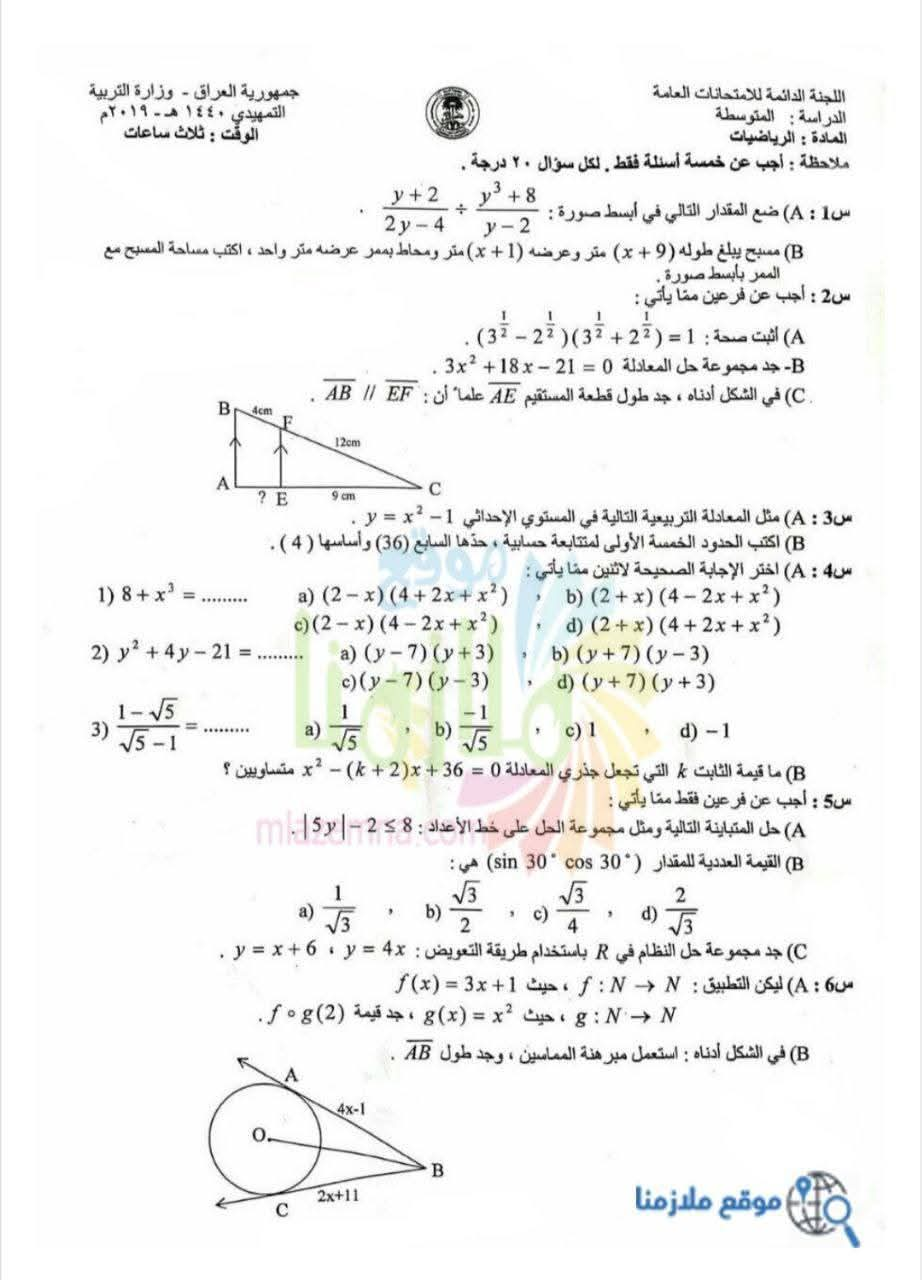 اللجنة الدائمة للامتحانات العامة
الدراسة : المتوسطة
المادة : الرياضيات
جمهورية العراق - وزارة التربية
التمهيدي ١٤٤٠ هـ - ٢٠١٩م
الوقت : ثلاث ساعات
ملاحظة : أجب عن خمسة أسئلة فقط . لكل سؤال ٢٠ درجة .
س1 : A) ضع المقدار التالي في أبسط صورة : (y + 2)/(2y − 4) ÷ (y³ + 8)/(y − 2) .
B) مسبح يبلغ طوله (x + 9) متر وعرضه (x + 1) متر ومحاط بممر عرضه متر واحد ، اكتب مساحة المسبح مع
الممر بأبسط صورة .
س2 : أجب عن فرعين ممّا يأتي :
A) أثبت صحة : (3^(1/2) − 2^(1/2))(3^(1/2) + 2^(1/2)) = 1 .
B- جد مجموعة حل المعادلة 3x² + 18x − 21 = 0 .
C) في الشكل أدناه ، جد طول قطعة المستقيم AE علماً أن : AB // EF .
B 4cm F
12cm
A ? E 9 cm C
س3 : A) مثل المعادلة التربيعية التالية في المستوي الإحداثي y = x² − 1 .
B) اكتب الحدود الخمسة الأولى لمتتابعة حسابية ، حدّها السابع (36) وأساسها (4) .
س4 : A) اختر الإجابة الصحيحة لاثنين ممّا يأتي :
1) 8 + x³ = ......... a) (2 − x)(4 + 2x + x²) , b) (2 + x)(4 − 2x + x²)
c) (2 − x)(4 − 2x + x²) , d) (2 + x)(4 + 2x + x²)
2) y² + 4y − 21 = ......... a) (y − 7)(y + 3) , b) (y + 7)(y − 3)
c) (y − 7)(y − 3) , d) (y + 7)(y + 3)
3) (1 − √5)/(√5 − 1) = ......... a) 1/√5 , b) −1/√5 , c) 1 , d) −1
B) ما قيمة الثابت k التي تجعل جذري المعادلة x² − (k + 2)x + 36 = 0 متساويين ؟
س5 : أجب عن فرعين فقط ممّا يأتي :
A) حل المتباينة التالية ومثل مجموعة الحل على خط الأعداد : |5y| − 2 ≤ 8 .
B) القيمة العددية للمقدار (sin 30° cos 30°) هي :
a) 1/√3 , b) √3/2 , c) √3/4 , d) 2/√3
C) جد مجموعة حل النظام في R باستخدام طريقة التعويض : y = 4x ، y = x + 6 .
س6 : A) ليكن التطبيق : f : N → N ، حيث f(x) = 3x + 1
g : N → N ، حيث g(x) = x² ، جد قيمة f ∘ g(2) .
B) في الشكل أدناه : استعمل مبرهنة المماسين ، وجد طول AB .
A
4x-1
O
B
2x+11
C
موقع ملازمنا
mlazemna.com
موقع ملازمنا